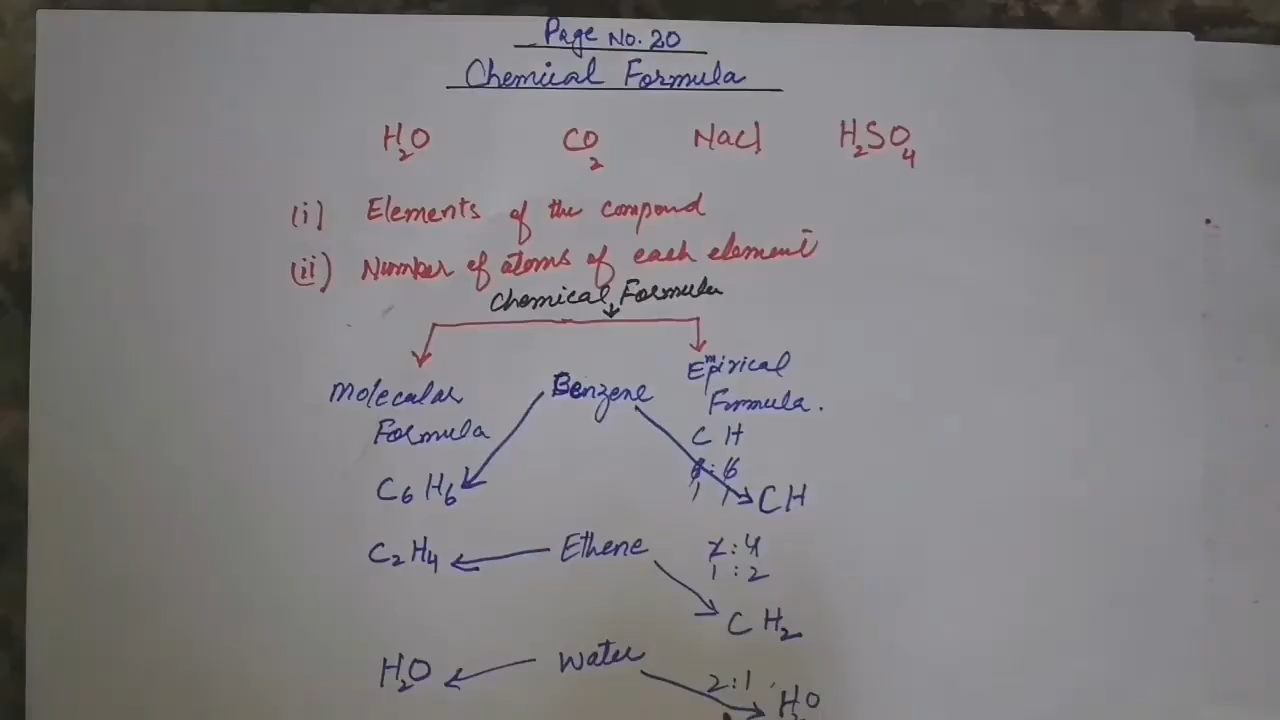 Page No. 20
Chemical Formula
H₂O CO₂ NaCl H₂SO₄
(i) Elements of the compound
(ii) Number of atoms of each element
Chemical Formula
Molecular Formula
Benzene
Empirical Formula.
C H
6 : 6
1 1
C₆H₆
CH
C₂H₄
Ethene
2 : 4
1 : 2
CH₂
H₂O
Water
2 : 1
H₂O